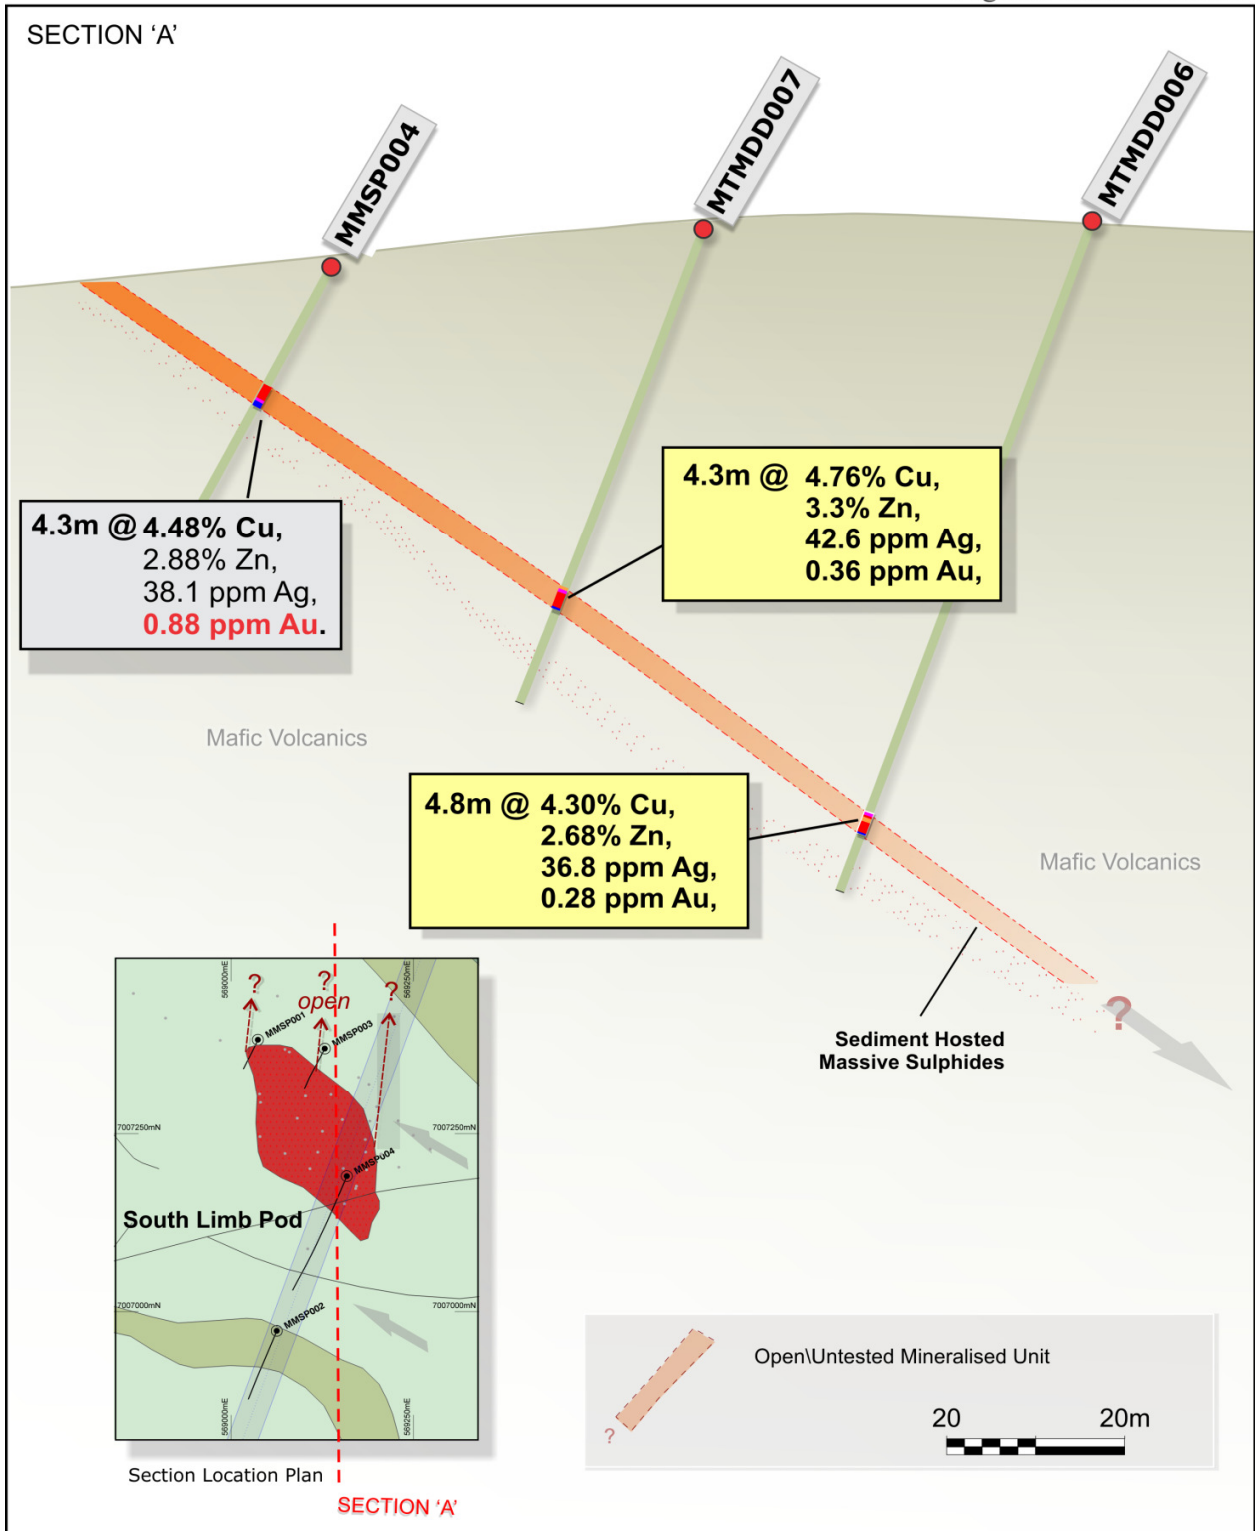 SECTION 'A'
MMSP004
MTMDD007
MTMDD006
4.3m @ 4.48% Cu,
2.88% Zn,
38.1 ppm Ag,
0.88 ppm Au.
4.3m @ 4.76% Cu,
3.3% Zn,
42.6 ppm Ag,
0.36 ppm Au,
Mafic Volcanics
4.8m @ 4.30% Cu,
2.68% Zn,
36.8 ppm Ag,
0.28 ppm Au,
Mafic Volcanics
Sediment Hosted
Massive Sulphides
?
569000mE
569250mE
? ? ?
open
MMSP001
MMSP003
7007250mN
7007250mN
MMSP004
South Limb Pod
7007000mN
7007000mN
MMSP002
569000mE
569250mE
Section Location Plan
SECTION 'A'
Open\Untested Mineralised Unit
?
20 20m